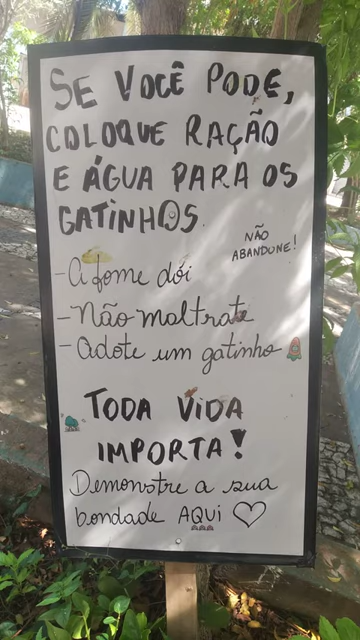 SE VOCÊ PODE,
COLOQUE RAÇÃO
E ÁGUA PARA OS
GATINHOS.
NÃO
ABANDONE!
- A fome dói
- Não maltrate
- Adote um gatinho
TODA VIDA
IMPORTA!
Demonstre a sua
bondade AQUI